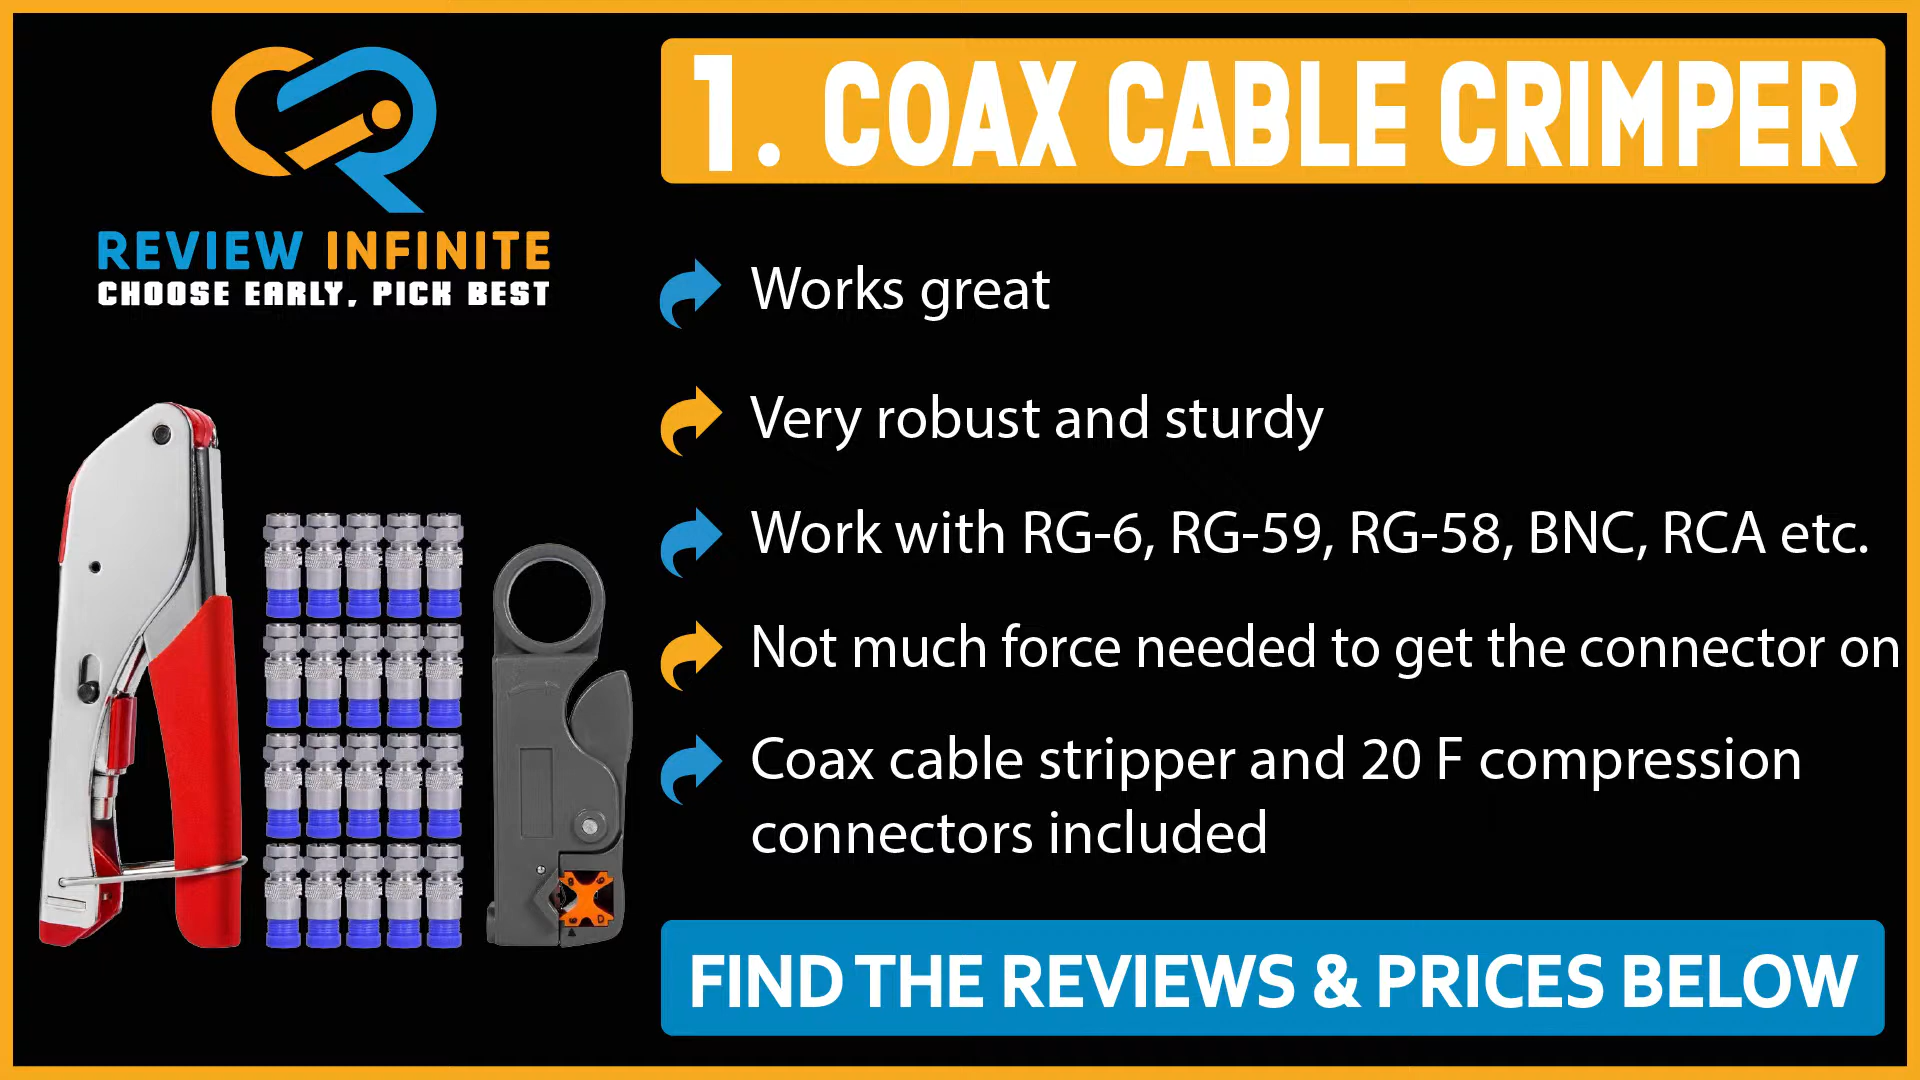 REVIEW INFINITE
CHOOSE EARLY, PICK BEST
1. COAX CABLE CRIMPER
Works great
Very robust and sturdy
Work with RG-6, RG-59, RG-58, BNC, RCA etc.
Not much force needed to get the connector on
Coax cable stripper and 20 F compression
connectors included
FIND THE REVIEWS & PRICES BELOW